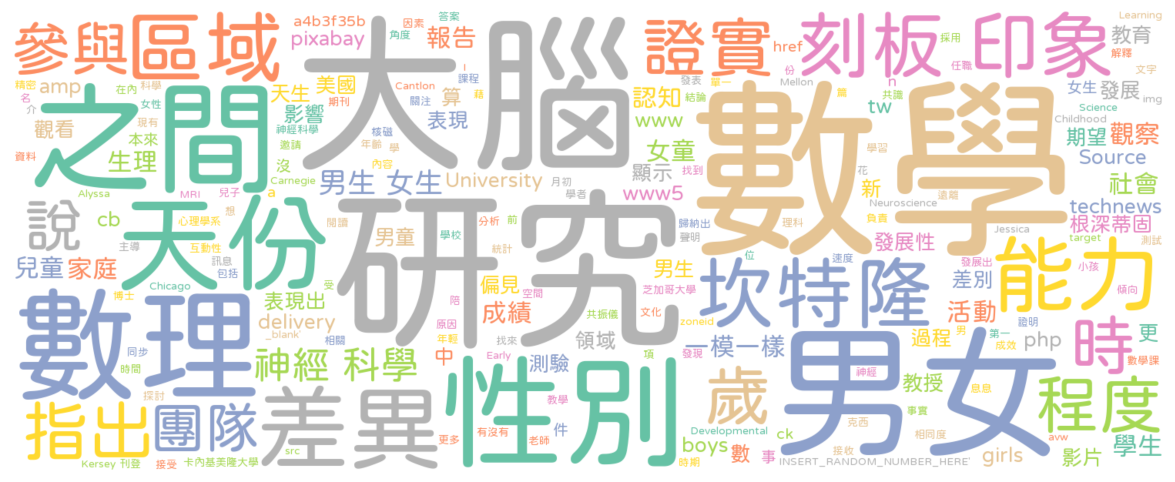 參與 區域 大腦 證實 刻板 印象
a4b3f35b 因素 答案 Learning
pixabay 角度 報告 href 採用 解釋 教育
精密 amp 科學 天生 美國 Cantlon 課程 發表 單一 份 任職 文字
名 在內 女性 影響 期刊 關注 算 認知 結論 Mellon 共識 n 女生 發展
介 觀看 現有 神經科學 核磁 表現 www tw Science img
之間 本來 邀請 年齡 學 女童 數學 Childhood 期望 觀察
資料 生理 沒 內容 顯示 找到 學習 Source
Alyssa 兒子 MRI Carnegie 男生 女生 University 月初 www5 花 新 滄龍 社會
說 cb 心理學系 想 a 閱讀 學者 歸納出 理科 Neuroscience 負責 technews
天份 主導 互動性 男童 學校 分析 前 研究 聲明 Jessica 根深蒂固
兒童 家庭 訊息 包括 統計 領域 位 發展性 target 測試
Chicago 受 陪 偏見 空間 男生 芝加哥大學 速度 坎特隆 差別 發展出 小孩 能力 傾向
數理 博士 表現出 原因 成績 共振儀 文化 zoneid 活動 第一 證明
delivery _blank' 年輕 找來 項 一模一樣 php 過程 男 成效 更
同步 時間 相關 中 Early 測驗 發現 時 數學課
探討 神經 科學 教學 歲 神經 教授 息息
指出 團隊 差異 性別 男女 事實 程度
有沒有 件 Developmental 克西 相同度
更多 老師 boys 數 ck 接收 avw 學生
Kersey 刊登 接受 卡內基美隆大學 src 時期 事 INSERT_RANDOM_NUMBER_HERE' girls 影片